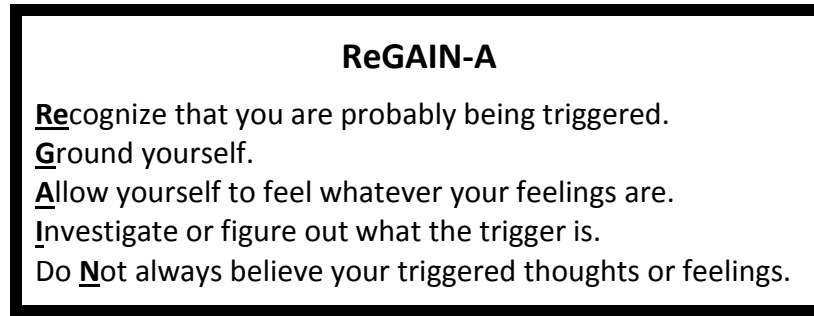 ReGAIN-A
Recognize that you are probably being triggered.
Ground yourself.
Allow yourself to feel whatever your feelings are.
Investigate or figure out what the trigger is.
Do Not always believe your triggered thoughts or feelings.